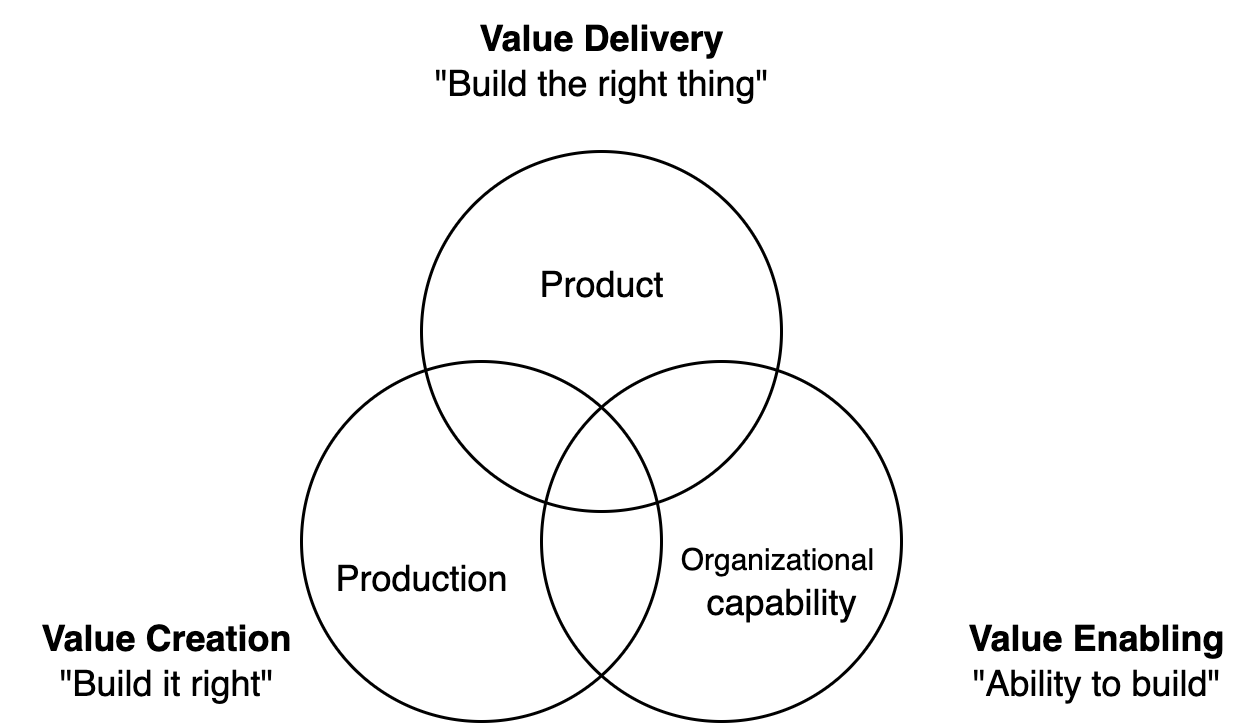 Value Delivery
"Build the right thing"
Product
Production
Organizational
capability
Value Creation
"Build it right"
Value Enabling
"Ability to build"